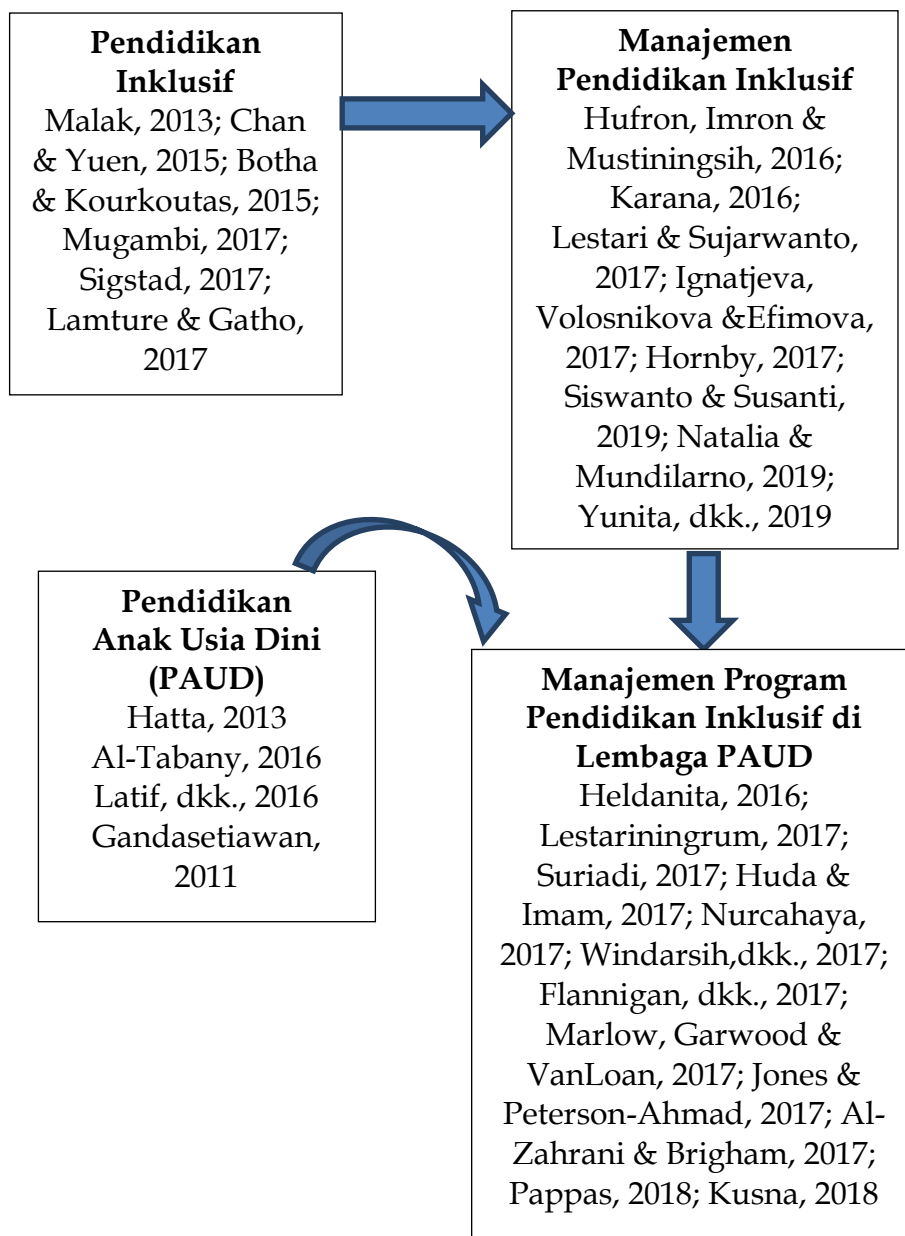 Pendidikan
Inklusif
Malak, 2013; Chan
& Yuen, 2015; Botha
& Kourkoutas, 2015;
Mugambi, 2017;
Sigstad, 2017;
Lamture & Gatho,
2017
Manajemen
Pendidikan Inklusif
Hufron, Imron &
Mustiningsih, 2016;
Karana, 2016;
Lestari & Sujarwanto,
2017; Ignatjeva,
Volosnikova &Efimova,
2017; Hornby, 2017;
Siswanto & Susanti,
2019; Natalia &
Mundilarno, 2019;
Yunita, dkk., 2019
Pendidikan
Anak Usia Dini
(PAUD)
Hatta, 2013
Al-Tabany, 2016
Latif, dkk., 2016
Gandasetiawan,
2011
Manajemen Program
Pendidikan Inklusif di
Lembaga PAUD
Heldanita, 2016;
Lestariningrum, 2017;
Suriadi, 2017; Huda &
Imam, 2017; Nurcahaya,
2017; Windarsih,dkk., 2017;
Flannigan, dkk., 2017;
Marlow, Garwood &
VanLoan, 2017; Jones &
Peterson-Ahmad, 2017; Al-
Zahrani & Brigham, 2017;
Pappas, 2018; Kusna, 2018